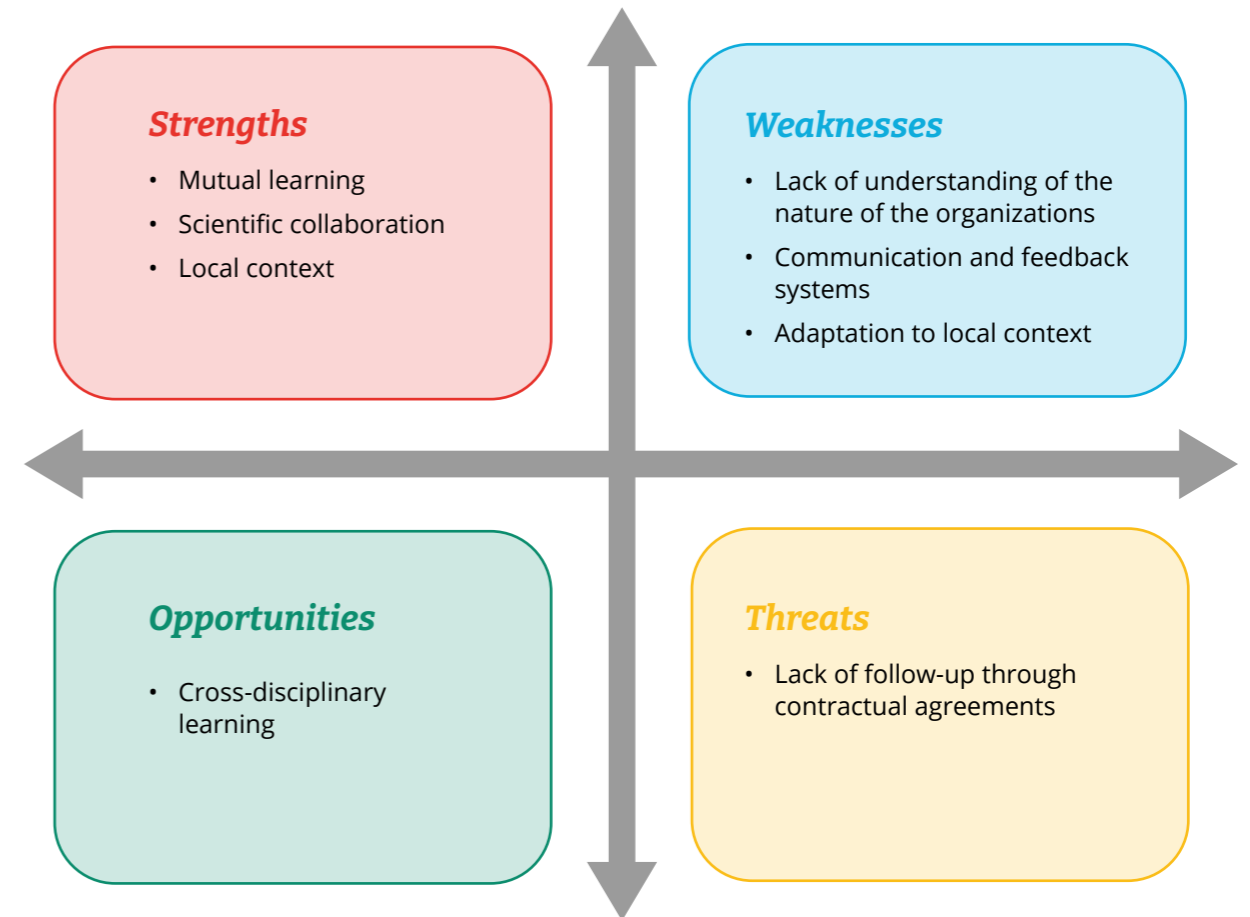 Strengths
• Mutual learning
• Scientific collaboration
• Local context
Weaknesses
• Lack of understanding of the
nature of the organizations
• Communication and feedback
systems
• Adaptation to local context
Opportunities
• Cross-disciplinary
learning
Threats
• Lack of follow-up through
contractual agreements